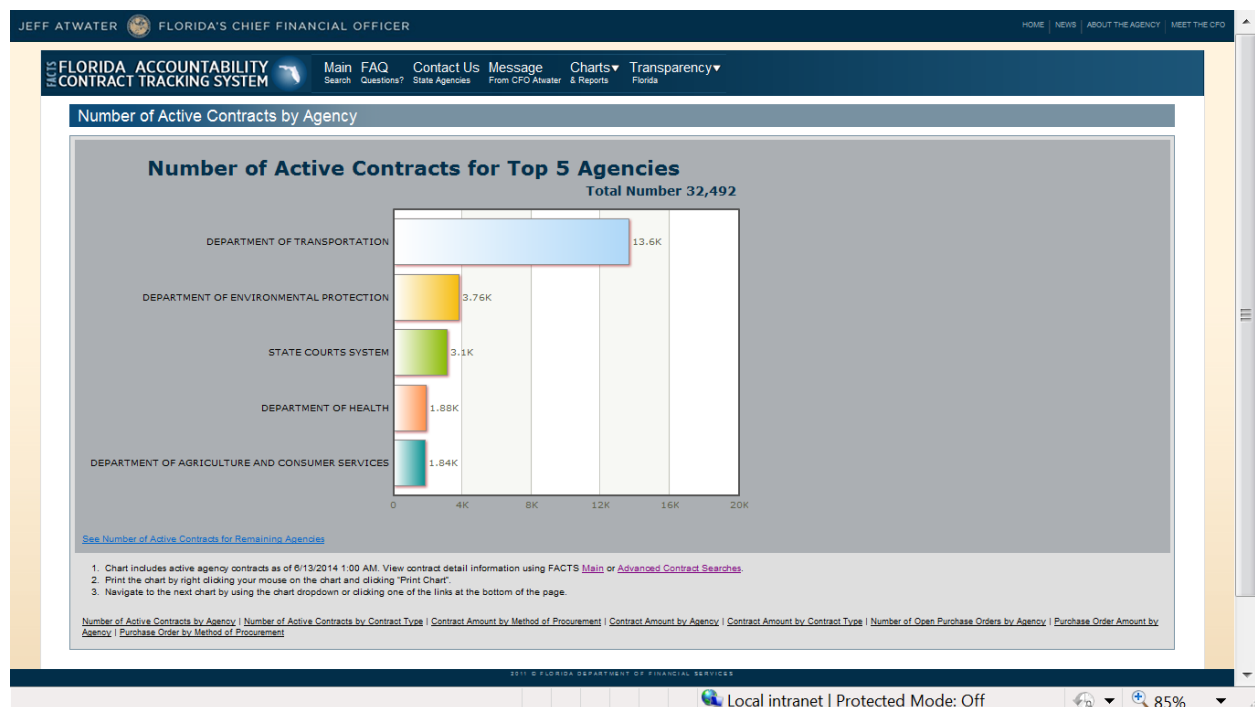 JEFF ATWATER FLORIDA'S CHIEF FINANCIAL OFFICER
HOME | NEWS | ABOUT THE AGENCY | MEET THE CFO
FACTS
FLORIDA ACCOUNTABILITY
CONTRACT TRACKING SYSTEM
Main FAQ Contact Us Message Charts▼ Transparency▼
Search Questions? State Agencies From CFO Atwater & Reports Florida
Number of Active Contracts by Agency
Number of Active Contracts for Top 5 Agencies
Total Number 32,492
DEPARTMENT OF TRANSPORTATION 13.6K
DEPARTMENT OF ENVIRONMENTAL PROTECTION 3.76K
STATE COURTS SYSTEM 3.1K
DEPARTMENT OF HEALTH 1.88K
DEPARTMENT OF AGRICULTURE AND CONSUMER SERVICES 1.84K
0 4K 8K 12K 16K 20K
See Number of Active Contracts for Remaining Agencies
1. Chart includes active agency contracts as of 6/13/2014 1:00 AM. View contract detail information using FACTS Main or Advanced Contract Searches.
2. Print the chart by right clicking your mouse on the chart and clicking "Print Chart".
3. Navigate to the next chart by using the chart dropdown or clicking one of the links at the bottom of the page.
Number of Active Contracts by Agency | Number of Active Contracts by Contract Type | Contract Amount by Method of Procurement | Contract Amount by Agency | Contract Amount by Contract Type | Number of Open Purchase Orders by Agency | Purchase Order Amount by
Agency | Purchase Order by Method of Procurement
2011 © FLORIDA DEPARTMENT OF FINANCIAL SERVICES
Local intranet | Protected Mode: Off 85%